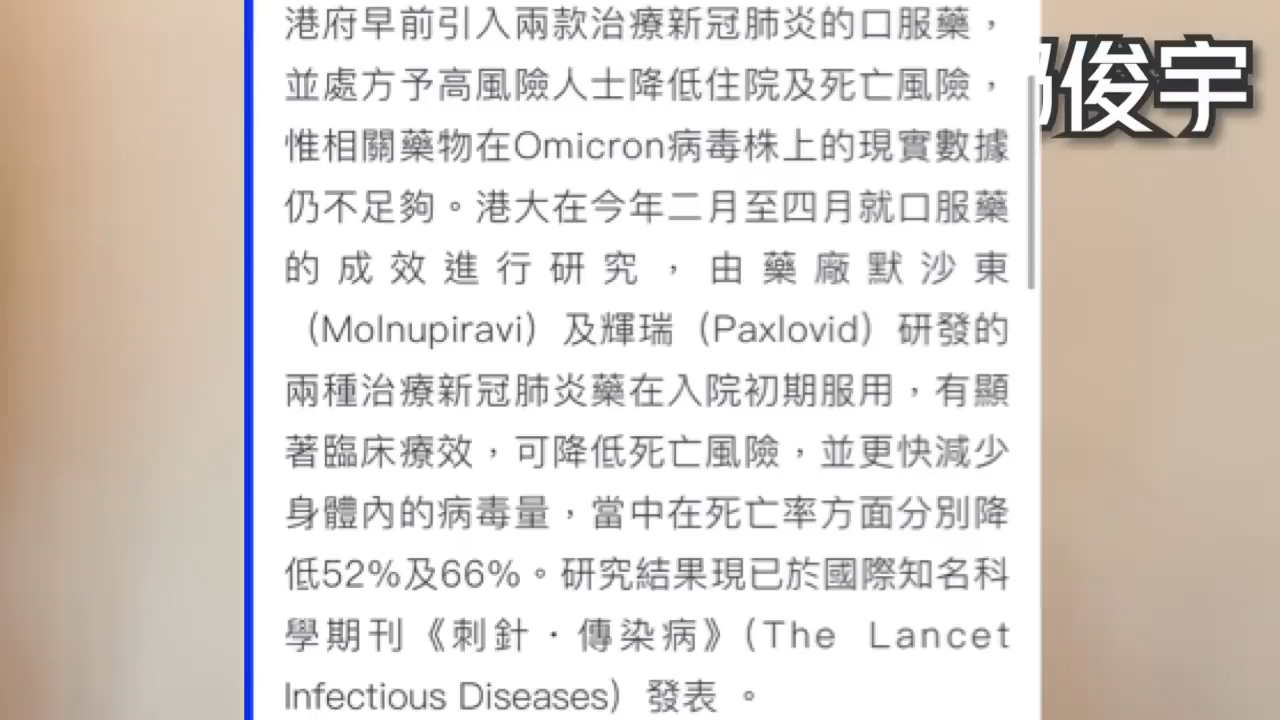 港府早前引入兩款治療新冠肺炎的口服藥，
並處方予高風險人士降低住院及死亡風險，
惟相關藥物在Omicron病毒株上的現實數據
仍不足夠。港大在今年二月至四月就口服藥
的成效進行研究，由藥廠默沙東
（Molnupiravi）及輝瑞（Paxlovid）研發的
兩種治療新冠肺炎藥在入院初期服用，有顯
著臨床療效，可降低死亡風險，並更快減少
身體內的病毒量，當中在死亡率方面分別降
低52%及66%。研究結果現已於國際知名科
學期刊《刺針．傳染病》(The Lancet
Infectious Diseases）發表 。
俊宇